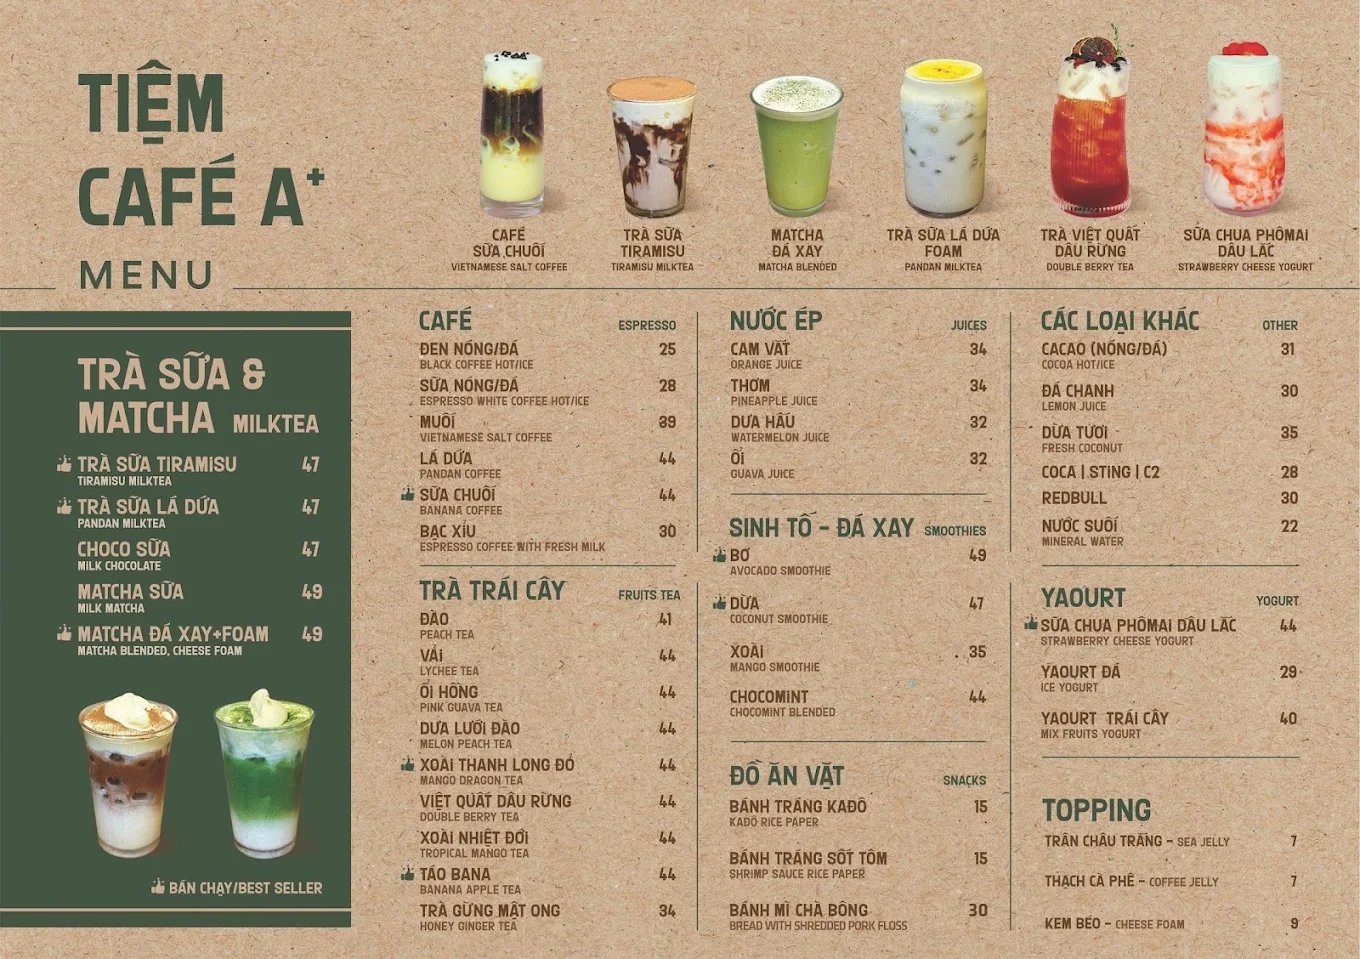 TIỆM
CAFÉ A+
MENU
CAFÉ
SỮA CHUỐI
VIETNAMESE SALT COFFEE
TRÀ SỮA
TIRAMISU
TIRAMISU MILKTEA
MATCHA
ĐÁ XAY
MATCHA BLENDED
TRÀ SỮA LÁ DỨA
FOAM
PANDAN MILKTEA
TRÀ VIỆT QUẤT
DÂU RỪNG
DOUBLE BERRY TEA
SỮA CHUA PHÔMAI
DÂU LẮC
STRAWBERRY CHEESE YOGURT
TRÀ SỮA &
MATCHA MILKTEA
TRÀ SỮA TIRAMISU 47
TIRAMISU MILKTEA
TRÀ SỮA LÁ DỨA 47
PANDAN MILKTEA
CHOCO SỮA 47
MILK CHOCOLATE
MATCHA SỮA 49
MILK MATCHA
MATCHA ĐÁ XAY+FOAM 49
MATCHA BLENDED, CHEESE FOAM
BÁN CHẠY/BEST SELLER
CAFÉ ESPRESSO
ĐEN NÓNG/ĐÁ 25
BLACK COFFEE HOT/ICE
SỮA NÓNG/ĐÁ 28
ESPRESSO WHITE COFFEE HOT/ICE
MUỐI 39
VIETNAMESE SALT COFFEE
LÁ DỨA 44
PANDAN COFFEE
SỮA CHUỐI 44
BANANA COFFEE
BẠC XỈU 30
ESPRESSO COFFEE WITH FRESH MILK
TRÀ TRÁI CÂY FRUITS TEA
ĐÀO 41
PEACH TEA
VẢI 44
LYCHEE TEA
ỔI HỒNG 44
PINK GUAVA TEA
DƯA LƯỚI ĐÀO 44
MELON PEACH TEA
XOÀI THANH LONG ĐỎ 44
MANGO DRAGON TEA
VIỆT QUẤT DÂU RỪNG 44
DOUBLE BERRY TEA
XOÀI NHIỆT ĐỚI 44
TROPICAL MANGO TEA
TÁO BANA 44
BANANA APPLE TEA
TRÀ GỪNG MẬT ONG 34
HONEY GINGER TEA
NƯỚC ÉP JUICES
CAM VẮT 34
ORANGE JUICE
THƠM 34
PINEAPPLE JUICE
DƯA HẤU 32
WATERMELON JUICE
ỔI 32
GUAVA JUICE
SINH TỐ - ĐÁ XAY SMOOTHIES
BƠ 49
AVOCADO SMOOTHIE
DỪA 47
COCONUT SMOOTHIE
XOÀI 35
MANGO SMOOTHIE
CHOCOMINT 44
CHOCOMINT BLENDED
ĐỒ ĂN VẶT SNACKS
BÁNH TRÁNG KADÔ 15
KADÔ RICE PAPER
BÁNH TRÁNG SỐT TÔM 15
SHRIMP SAUCE RICE PAPER
BÁNH MÌ CHÀ BÔNG 30
BREAD WITH SHREDDED PORK FLOSS
CÁC LOẠI KHÁC OTHER
CACAO (NÓNG/ĐÁ) 31
COCOA HOT/ICE
ĐÁ CHANH 30
LEMON JUICE
DỪA TƯƠI 35
FRESH COCONUT
COCA | STING | C2 28
REDBULL 30
NƯỚC SUỐI 22
MINERAL WATER
YAOURT YOGURT
SỮA CHUA PHÔMAI DÂU LẮC 44
STRAWBERRY CHEESE YOGURT
YAOURT ĐÁ 29
ICE YOGURT
YAOURT TRÁI CÂY 40
MIX FRUITS YOGURT
TOPPING
TRÂN CHÂU TRẮNG - SEA JELLY 7
THẠCH CÀ PHÊ - COFFEE JELLY 7
KEM BÉO - CHEESE FOAM 9